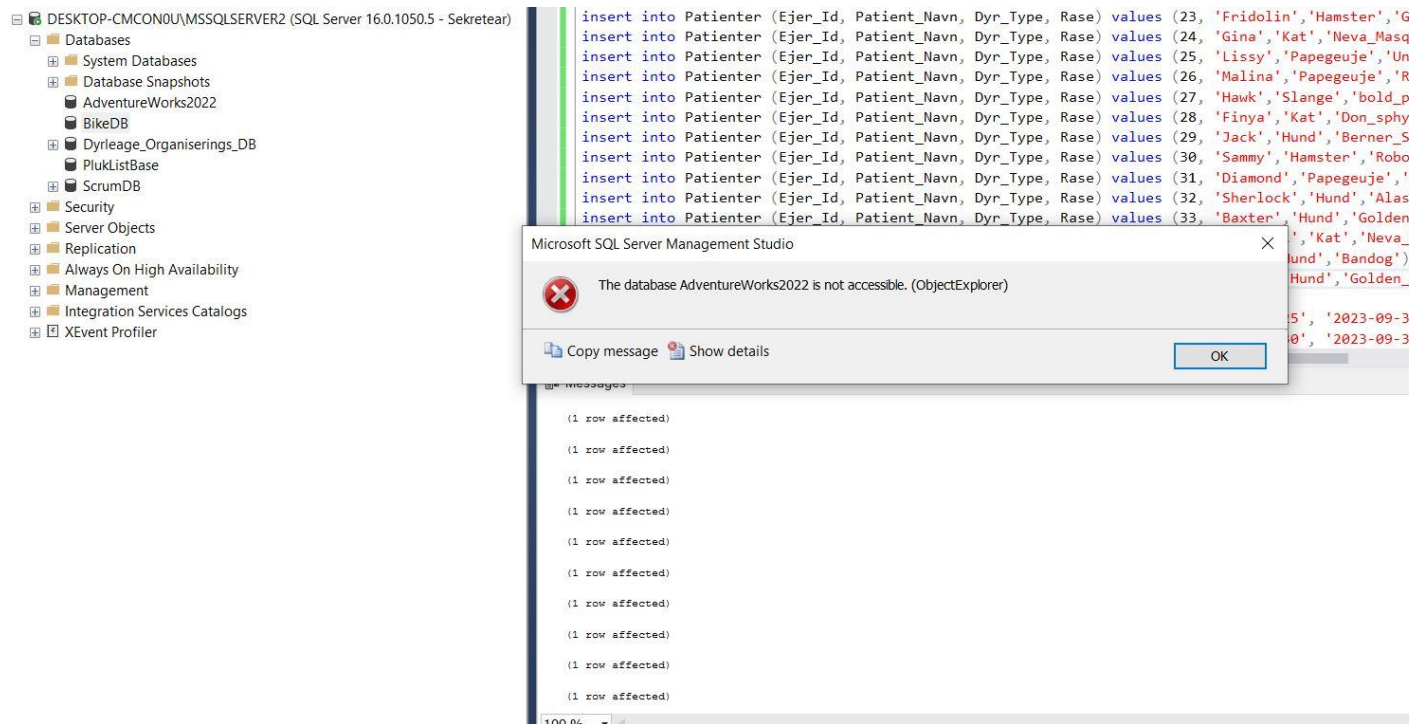 DESKTOP-CMCON0U\MSSQLSERVER2 (SQL Server 16.0.1050.5 - Sekretear)
Databases
System Databases
Database Snapshots
AdventureWorks2022
BikeDB
Dyrleage_Organiserings_DB
PlukListBase
ScrumDB
Security
Server Objects
Replication
Always On High Availability
Management
Integration Services Catalogs
XEvent Profiler
insert into Patienter (Ejer_Id, Patient_Navn, Dyr_Type, Rase) values (23, 'Fridolin','Hamster','G
insert into Patienter (Ejer_Id, Patient_Navn, Dyr_Type, Rase) values (24, 'Gina','Kat','Neva_Masq
insert into Patienter (Ejer_Id, Patient_Navn, Dyr_Type, Rase) values (25, 'Lissy','Papegeuje','Un
insert into Patienter (Ejer_Id, Patient_Navn, Dyr_Type, Rase) values (26, 'Malina','Papegeuje','R
insert into Patienter (Ejer_Id, Patient_Navn, Dyr_Type, Rase) values (27, 'Hawk','Slange','bold_p
insert into Patienter (Ejer_Id, Patient_Navn, Dyr_Type, Rase) values (28, 'Finya','Kat','Don_sphy
insert into Patienter (Ejer_Id, Patient_Navn, Dyr_Type, Rase) values (29, 'Jack','Hund','Berner_S
insert into Patienter (Ejer_Id, Patient_Navn, Dyr_Type, Rase) values (30, 'Sammy','Hamster','Robo
insert into Patienter (Ejer_Id, Patient_Navn, Dyr_Type, Rase) values (31, 'Diamond','Papegeuje','
insert into Patienter (Ejer_Id, Patient_Navn, Dyr_Type, Rase) values (32, 'Sherlock','Hund','Alas
insert into Patienter (Ejer_Id, Patient_Navn, Dyr_Type, Rase) values (33, 'Baxter','Hund','Golden
','Kat','Neva_
Hund','Bandog')
Hund','Golden_
25', '2023-09-3
30', '2023-09-3
Microsoft SQL Server Management Studio
The database AdventureWorks2022 is not accessible. (ObjectExplorer)
Copy message Show details
OK
Messages
(1 row affected)
(1 row affected)
(1 row affected)
(1 row affected)
(1 row affected)
(1 row affected)
(1 row affected)
(1 row affected)
(1 row affected)
(1 row affected)
100 %